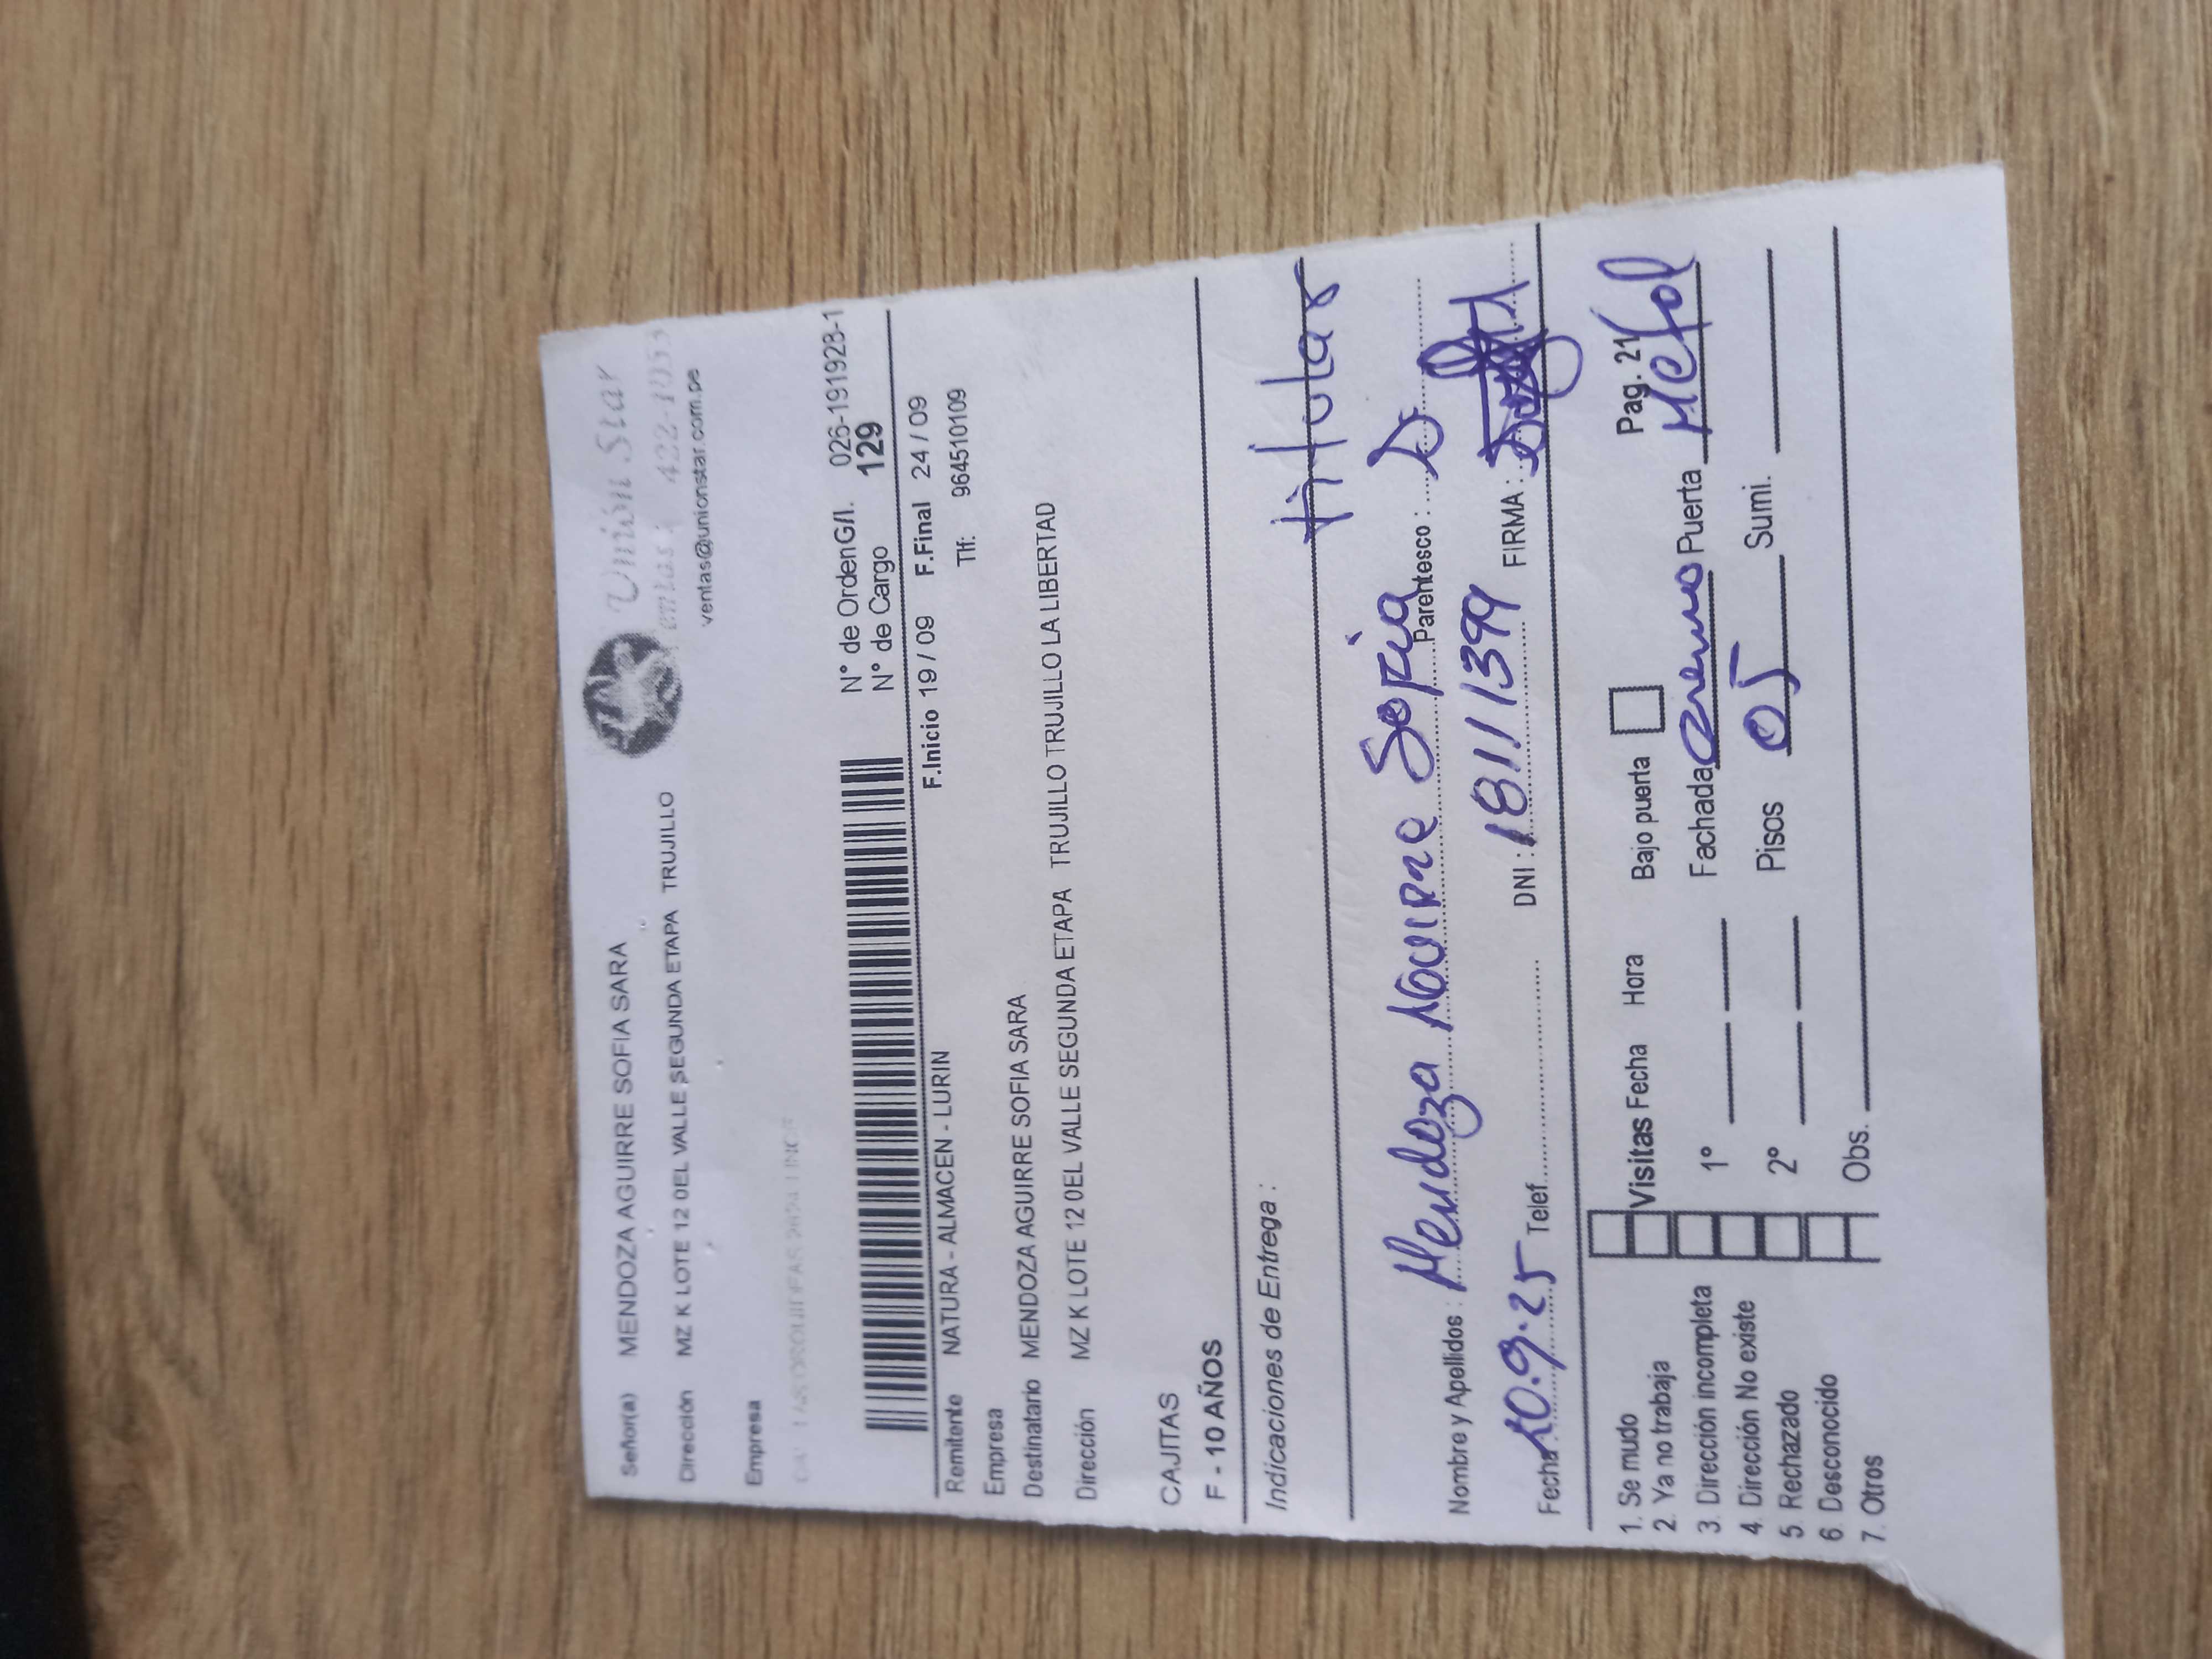 Señor(a) MENDOZA AGUIRRE SOFIA SARA
Unión Star
Dirección MZ K LOTE 12 0EL VALLE SEGUNDA ETAPA TRUJILLO
ventas@unionstar.com.pe
Empresa
N° de OrdenG/I. 026-191928-1
N° de Cargo 129
F.Inicio 19 / 09 F.Final 24 / 09
Remitente NATURA - ALMACEN - LURIN Tlf: 964510109
Empresa
Destinatario MENDOZA AGUIRRE SOFIA SARA
Dirección MZ K LOTE 12 0EL VALLE SEGUNDA ETAPA TRUJILLO TRUJILLO TRUJILLO LA LIBERTAD
CAJITAS
F - 10 AÑOS
Indicaciones de Entrega :
titular
Nombre y Apellidos : Mendoza Aguirre Sofia Parentesco :
Fecha : 20.9.25 Telef. DNI : 18111399 FIRMA :
1. Se mudo Visitas Fecha Hora Bajo puerta Pag. 21
2. Ya no trabaja
3. Dirección incompleta 1° Fachada Cremo Puerta Metal
4. Dirección No existe
5. Rechazado 2° Pisos 05 Sumi.
6. Desconocido
7. Otros Obs.